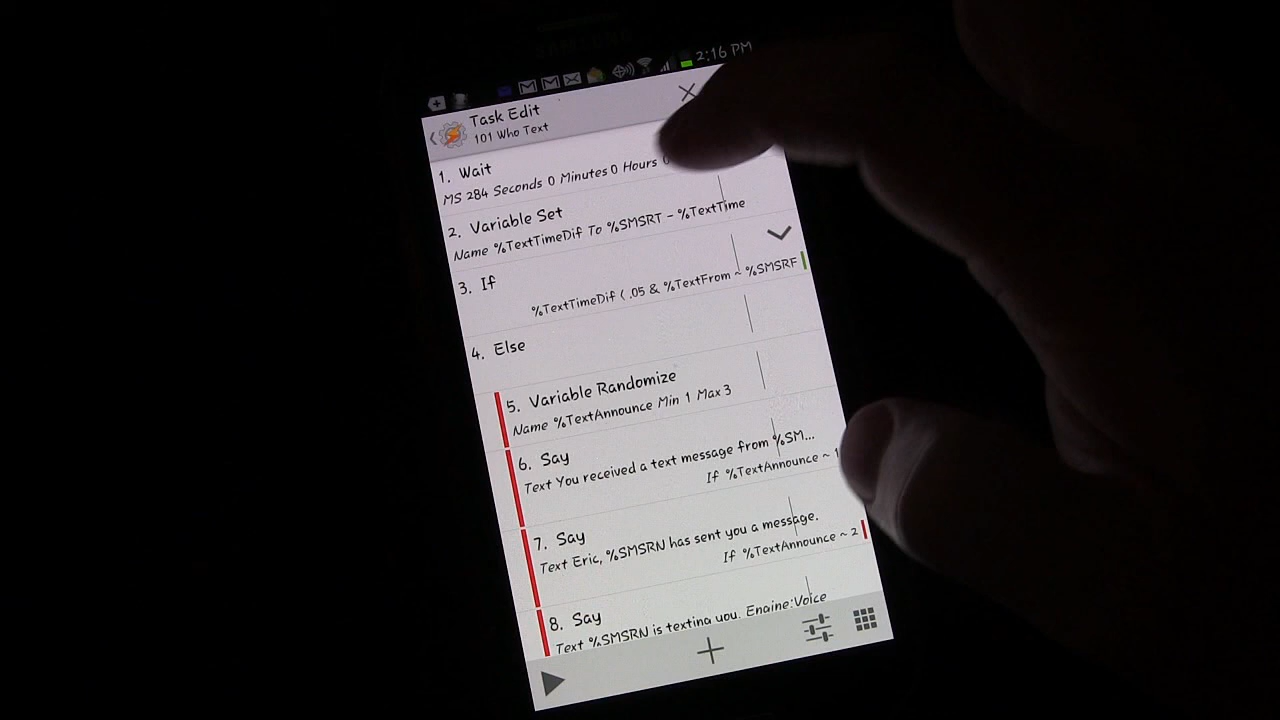 SAMSUNG
2:16 PM
Task Edit
101 Who Text
1. Wait
MS 284 Seconds 0 Minutes 0 Hours
2. Variable Set
Name %TextTimeDif To %SMSRT - %TextTime
3. If
%TextTimeDif ( .05 & %TextFrom ~ %SMSRF
4. Else
5. Variable Randomize
Name %TextAnnounce Min 1 Max 3
6. Say
Text You received a text message from %SM...
If %TextAnnounce ~ 1
7. Say
Text Eric, %SMSRN has sent you a message.
If %TextAnnounce ~ 2
8. Say
Text %SMSRN is texting you. Engine:Voice